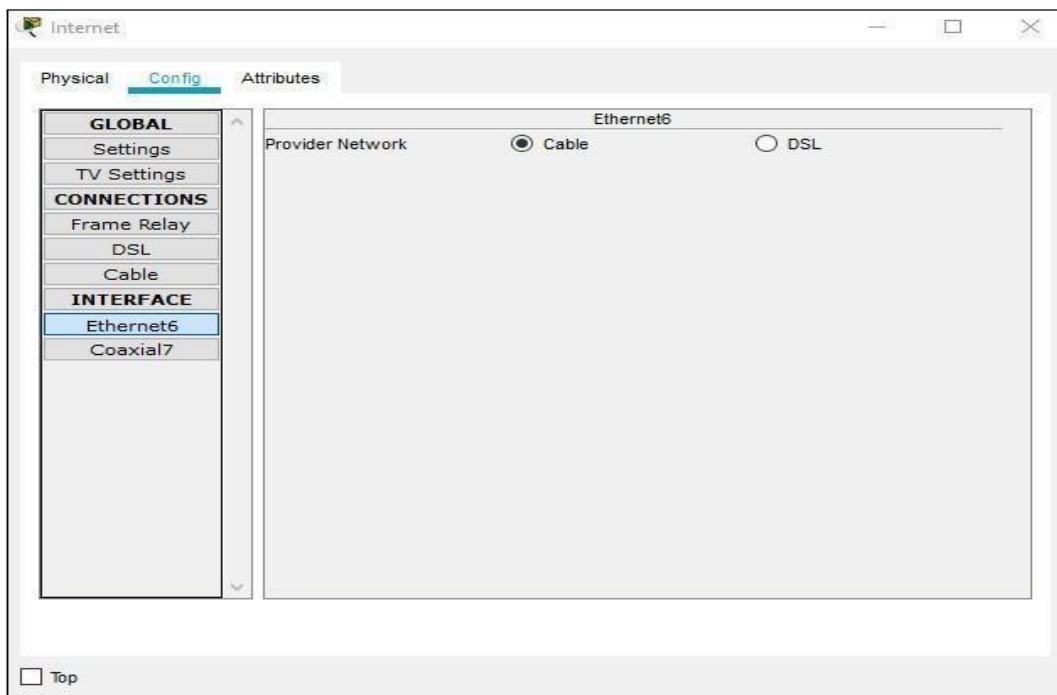 Internet
Physical Config Attributes
GLOBAL
Settings
TV Settings
CONNECTIONS
Frame Relay
DSL
Cable
INTERFACE
Ethernet6
Coaxial7
Ethernet6
Provider Network Cable DSL
Top